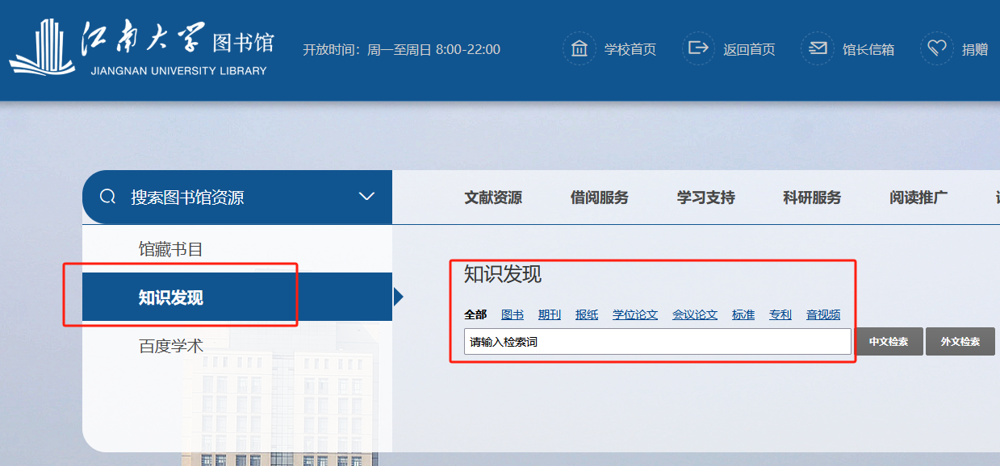 江南大学 图书馆
JIANGNAN UNIVERSITY LIBRARY
开放时间：周一至周日 8:00-22:00
学校首页 返回首页 馆长信箱 捐赠
搜索图书馆资源
文献资源 借阅服务 学习支持 科研服务 阅读推广
馆藏书目
知识发现
百度学术
知识发现
全部 图书 期刊 报纸 学位论文 会议论文 标准 专利 音视频
请输入检索词 中文检索 外文检索